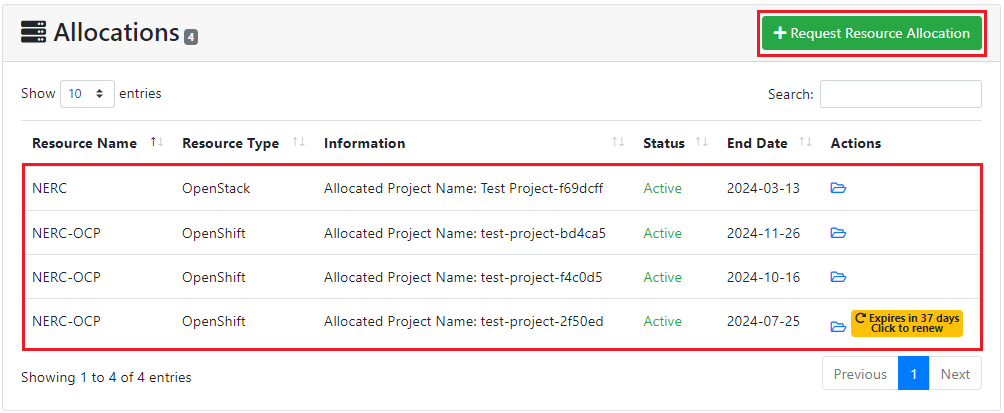 Allocations 4
+ Request Resource Allocation
Show 10 entries
Search:
Resource Name Resource Type Information Status End Date Actions
NERC OpenStack Allocated Project Name: Test Project-f69dcff Active 2024-03-13
NERC-OCP OpenShift Allocated Project Name: test-project-bd4ca5 Active 2024-11-26
NERC-OCP OpenShift Allocated Project Name: test-project-f4c0d5 Active 2024-10-16
NERC-OCP OpenShift Allocated Project Name: test-project-2f50ed Active 2024-07-25
Expires in 37 days
Click to renew
Showing 1 to 4 of 4 entries
Previous 1 Next